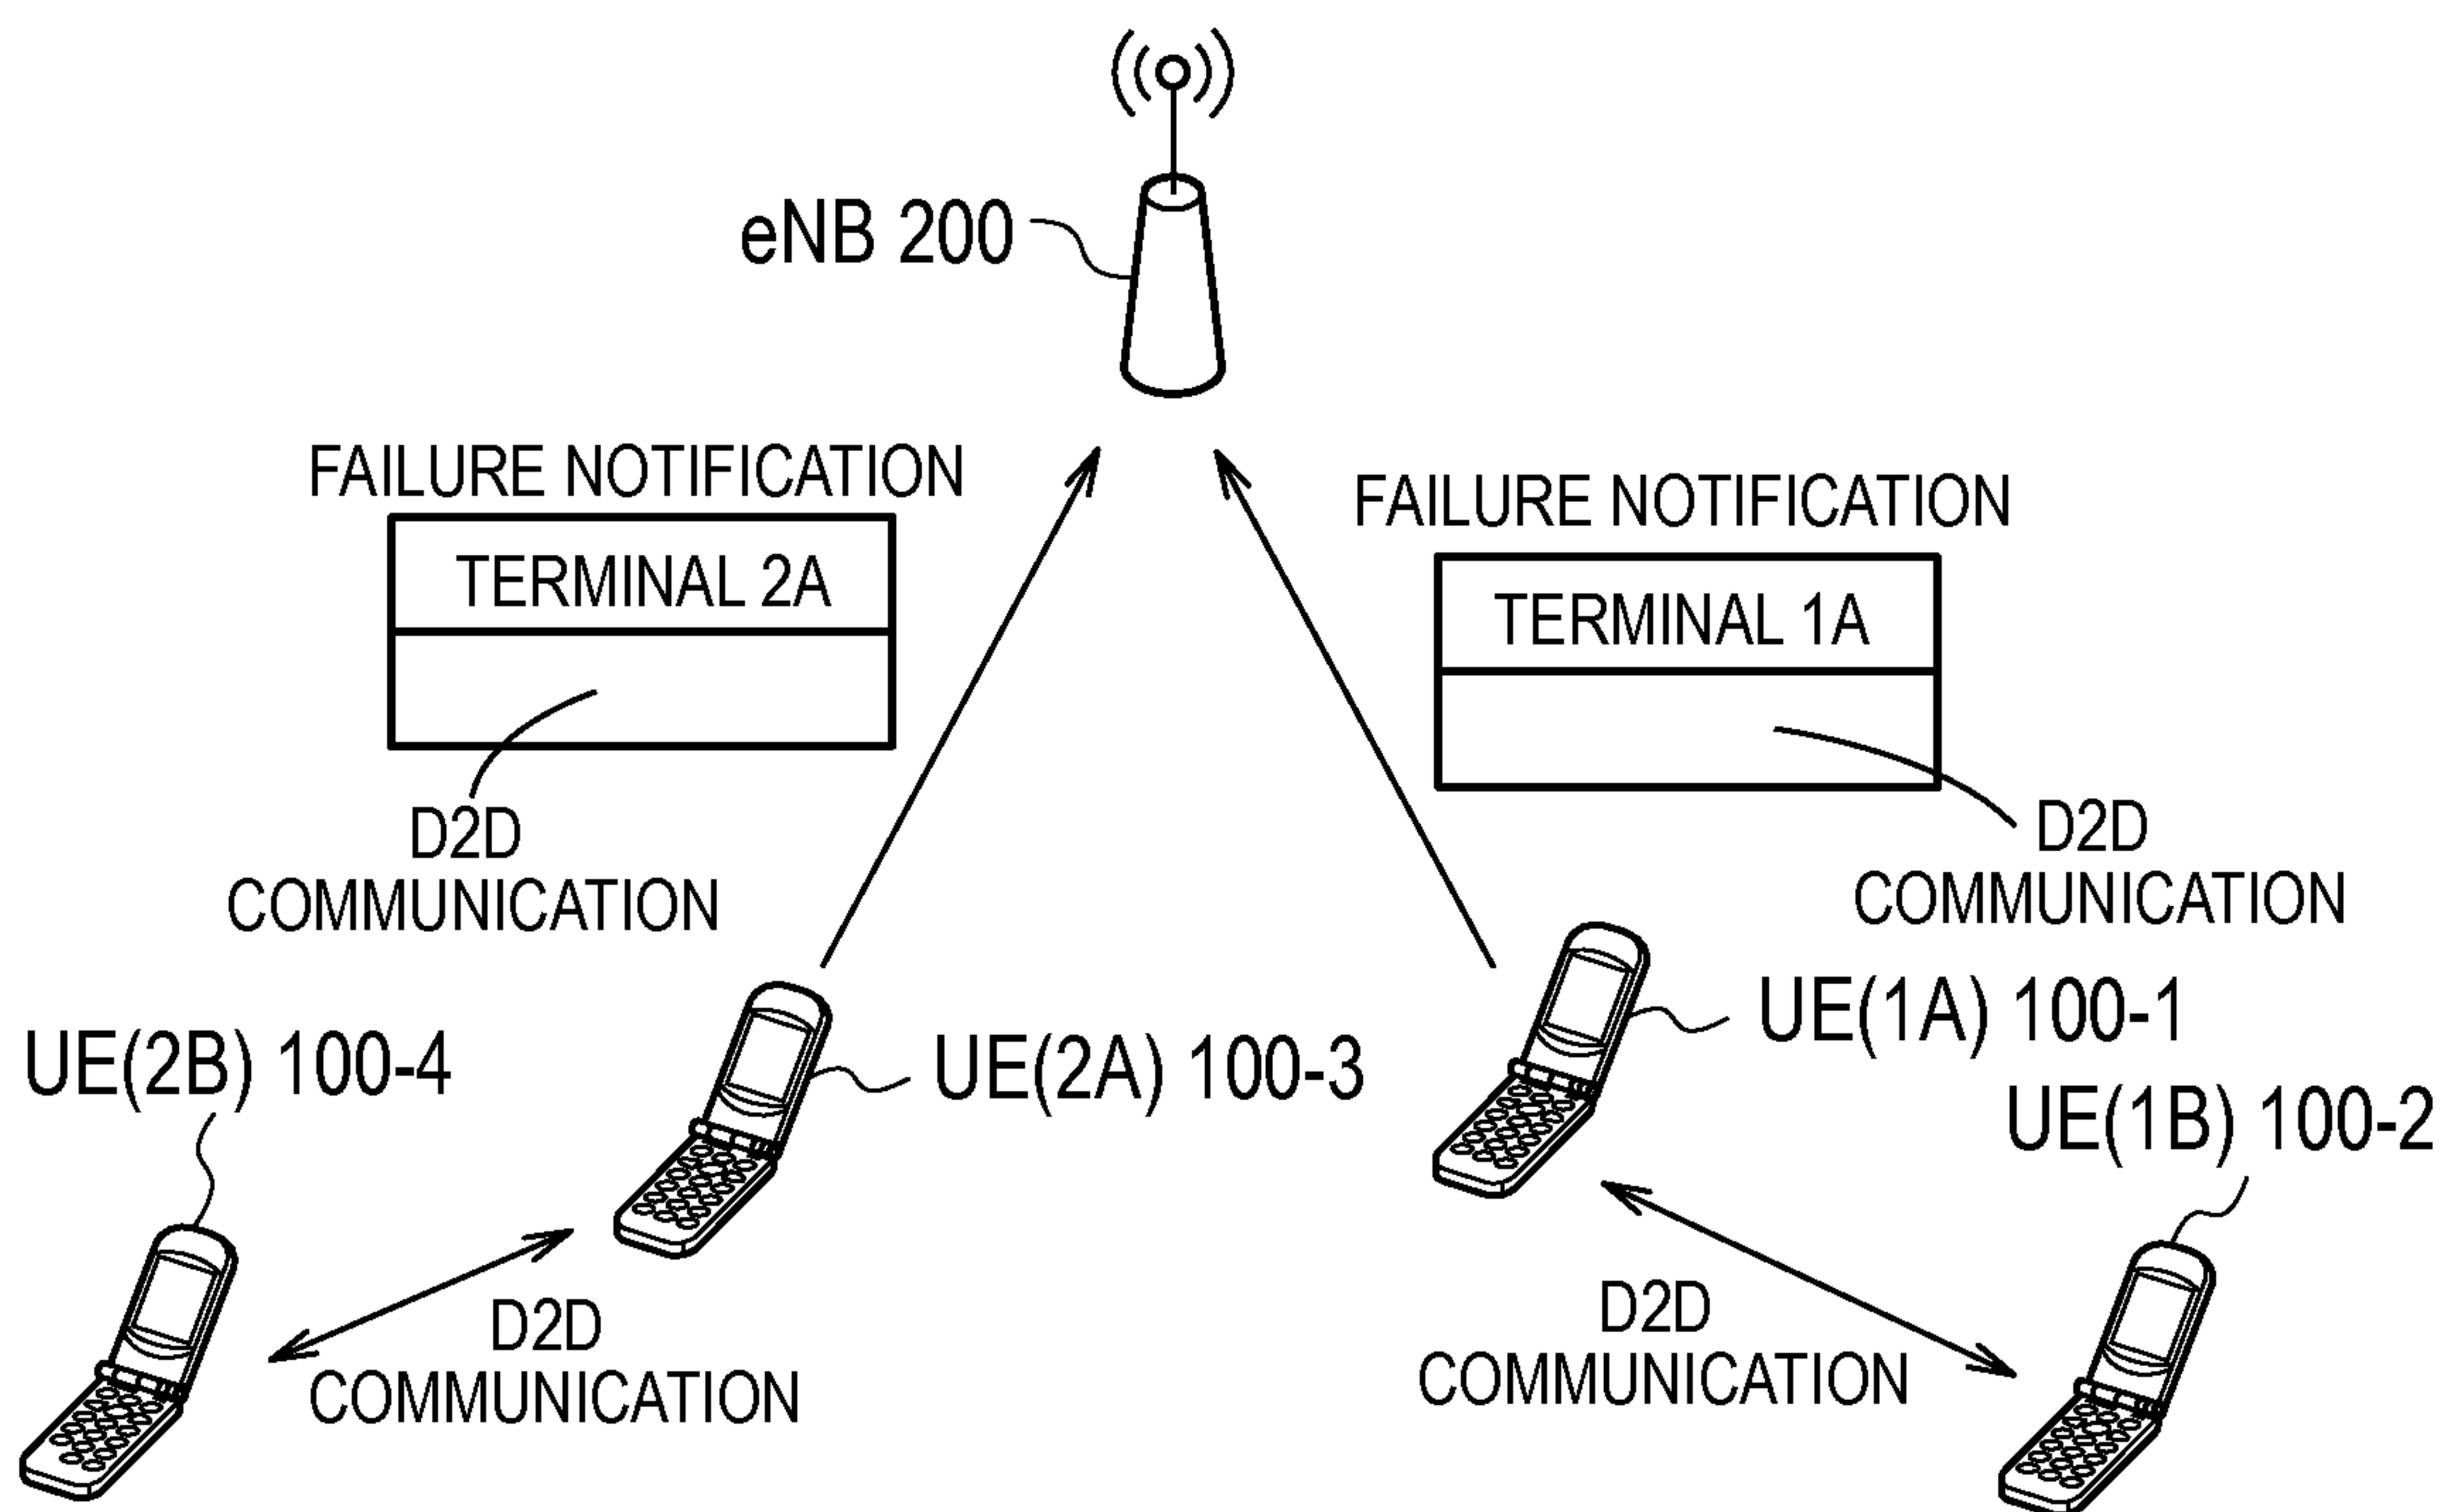 eNB 200
FAILURE NOTIFICATION
TERMINAL 2A
D2D
COMMUNICATION
FAILURE NOTIFICATION
TERMINAL 1A
D2D
COMMUNICATION
UE(1A) 100-1
UE(2B) 100-4
UE(2A) 100-3
UE(1B) 100-2
D2D
COMMUNICATION
D2D
COMMUNICATION